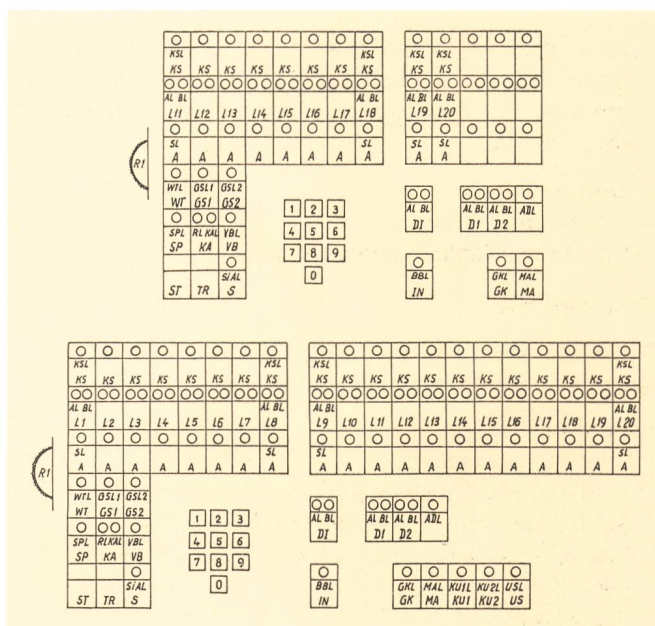 KSL KSL KSL KSL
KS KS KS KS KS KS KS KS KS KS
AL BL AL BL AL BL AL BL
L11 L12 L13 L14 L15 L16 L17 L18 L19 L20
SL SL SL SL
A A A A A A A A A A
R1
WTL GSL1 GSL2
WT GS1 GS2
SPL RLKAL VBL
SP KA VB
SiAL
ST TR S
1 2 3
4 5 6
7 8 9
0
AL BL AL BL AL BL ADL
DI D1 D2
BBL GKL MAL
IN GK MA
KSL KSL KSL KSL
KS KS KS KS KS KS KS KS KS KS KS KS KS KS KS KS KS KS KS KS
AL BL AL BL AL BL AL BL
L1 L2 L3 L4 L5 L6 L7 L8 L9 L10 L11 L12 L13 L14 L15 L16 L17 L18 L19 L20
SL SL SL SL
A A A A A A A A A A A A A A A A A A A A
R1
WTL GSL1 GSL2
WT GS1 GS2
SPL RLKAL VBL
SP KA VB
SiAL
ST TR S
1 2 3
4 5 6
7 8 9
0
AL BL AL BL AL BL ADL
DI D1 D2
BBL GKL MAL KU1L KU2L USL
IN GK MA KU1 KU2 US